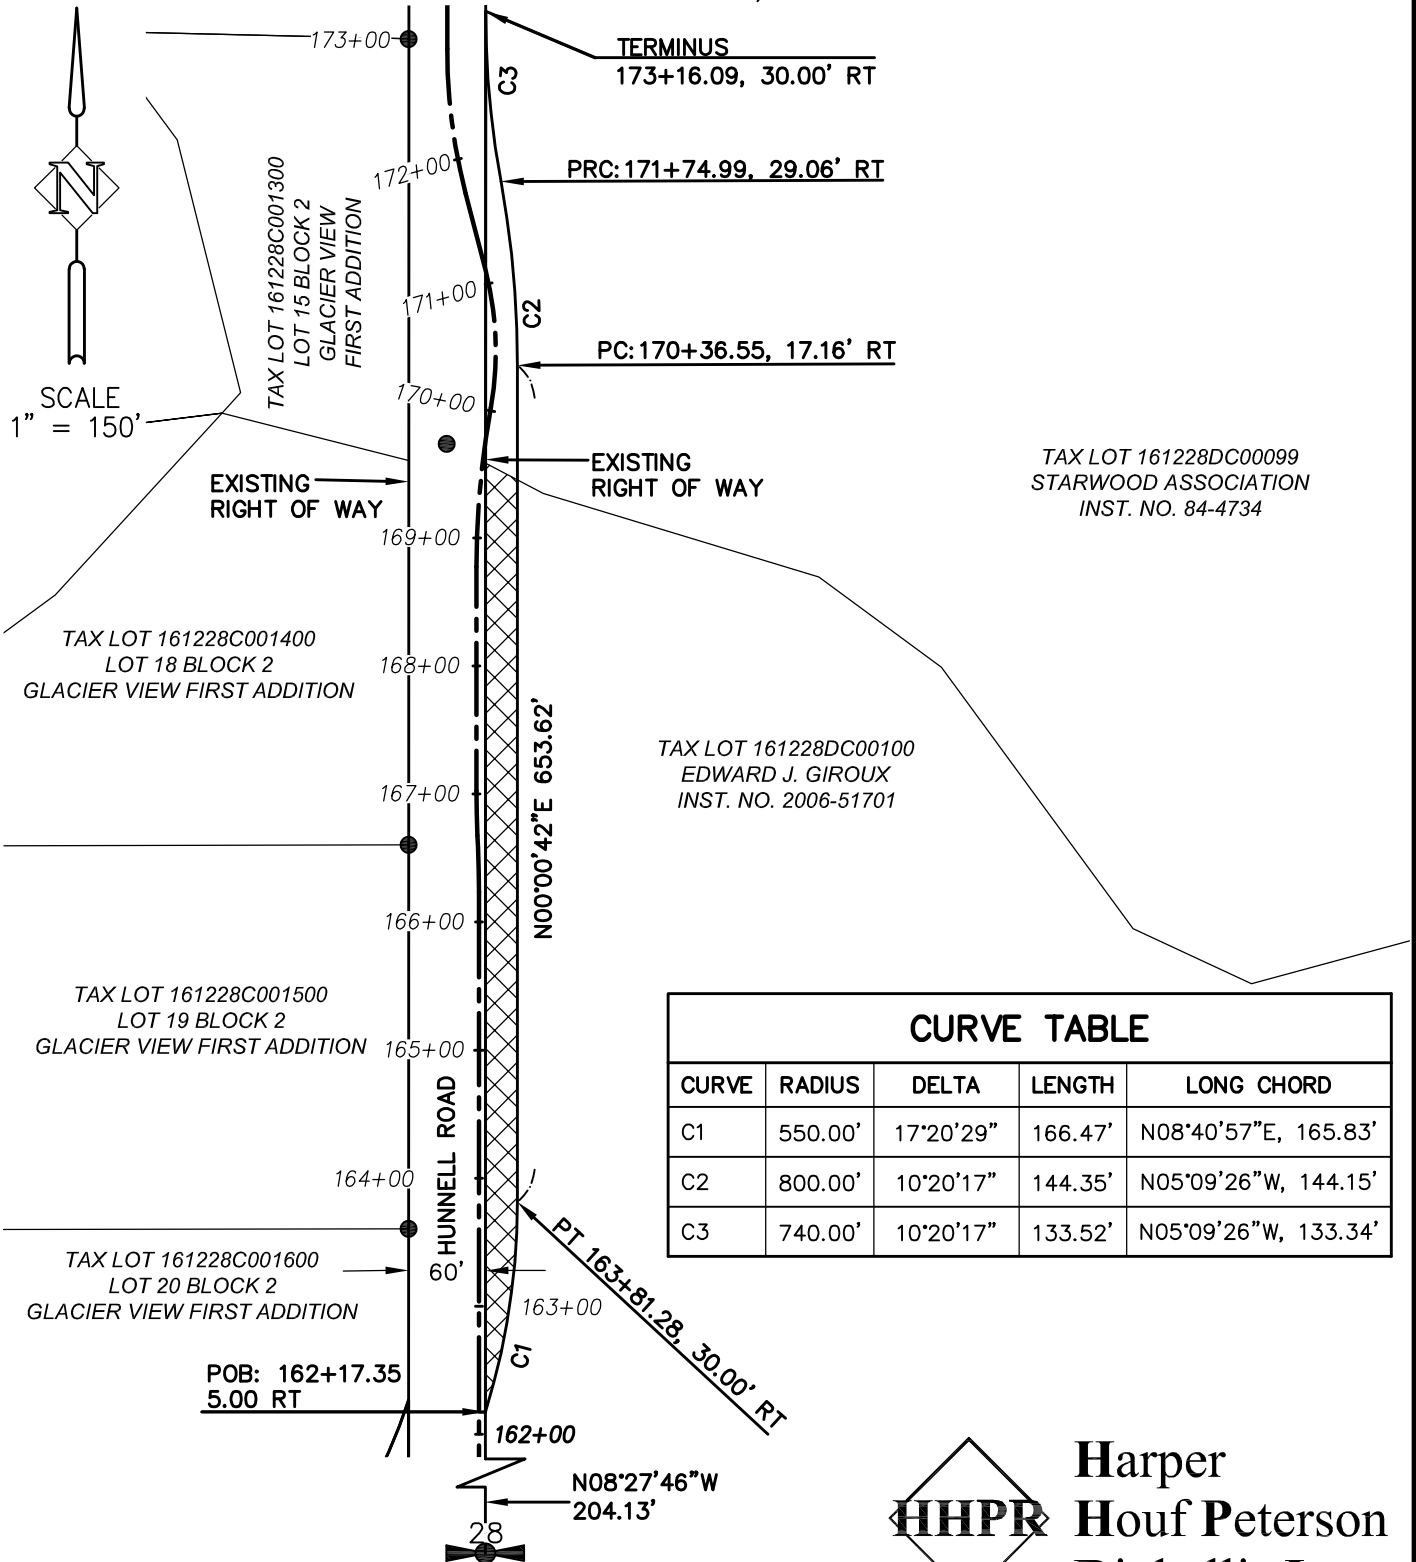 173+00
TERMINUS
173+16.09, 30.00' RT
C3
172+00
PRC: 171+74.99, 29.06' RT
N
TAX LOT 161228C001300
LOT 15 BLOCK 2
GLACIER VIEW
FIRST ADDITION
171+00
C2
PC: 170+36.55, 17.16' RT
SCALE
1" = 150'
170+00
EXISTING
RIGHT OF WAY
EXISTING
RIGHT OF WAY
TAX LOT 161228DC00099
STARWOOD ASSOCIATION
INST. NO. 84-4734
169+00
TAX LOT 161228C001400
LOT 18 BLOCK 2
GLACIER VIEW FIRST ADDITION
168+00
N00°00'42"E 653.62'
TAX LOT 161228DC00100
EDWARD J. GIROUX
INST. NO. 2006-51701
167+00
166+00
TAX LOT 161228C001500
LOT 19 BLOCK 2
GLACIER VIEW FIRST ADDITION
165+00
HUNNELL ROAD
CURVE TABLE
CURVE RADIUS DELTA LENGTH LONG CHORD
C1 550.00' 17°20'29" 166.47' N08°40'57"E, 165.83'
C2 800.00' 10°20'17" 144.35' N05°09'26"W, 144.15'
C3 740.00' 10°20'17" 133.52' N05°09'26"W, 133.34'
164+00
PT 163+81.28, 30.00' RT
TAX LOT 161228C001600
LOT 20 BLOCK 2
GLACIER VIEW FIRST ADDITION
60'
163+00
C1
POB: 162+17.35
5.00 RT
162+00
N08°27'46"W
204.13'
28
HHPR
Harper
Houf Peterson